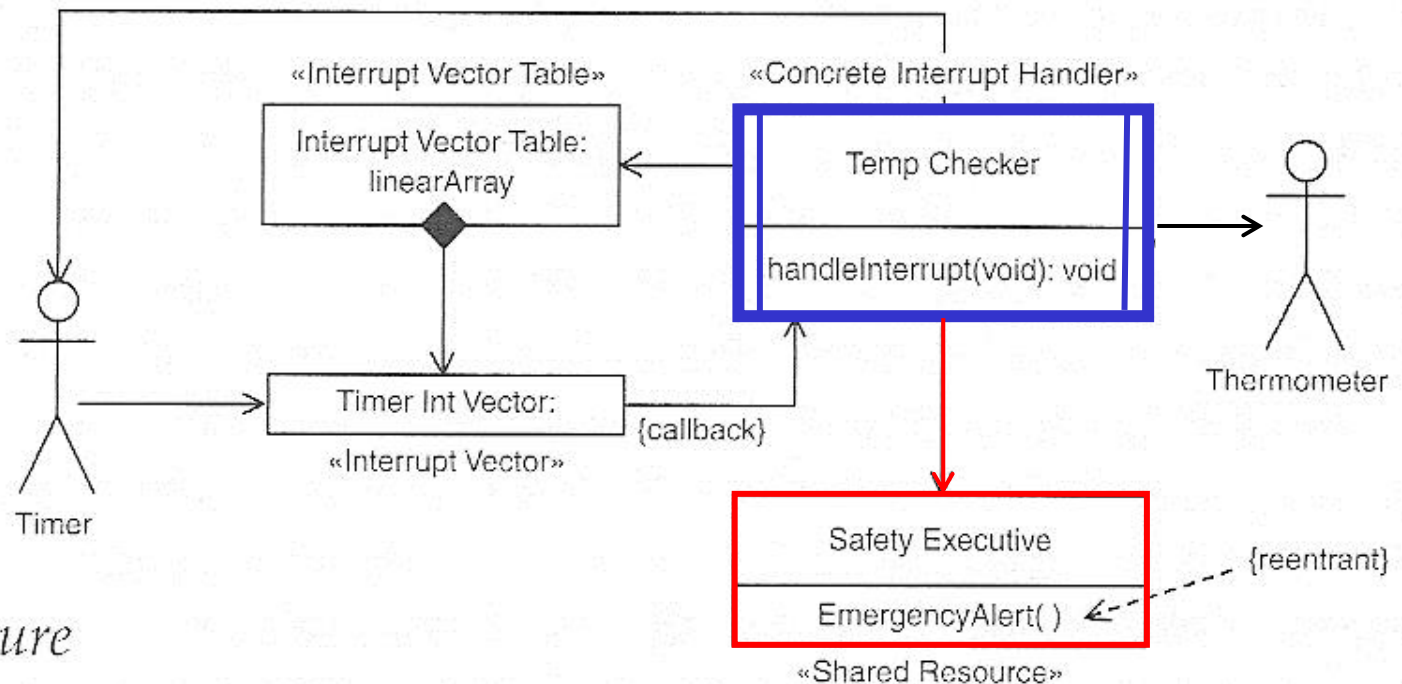 «Interrupt Vector Table»
Interrupt Vector Table:
linearArray
«Concrete Interrupt Handler»
Temp Checker
handleInterrupt(void): void
Thermometer
Timer Int Vector:
{callback}
«Interrupt Vector»
Timer
Safety Executive
{reentrant}
EmergencyAlert( )
«Shared Resource»
ure